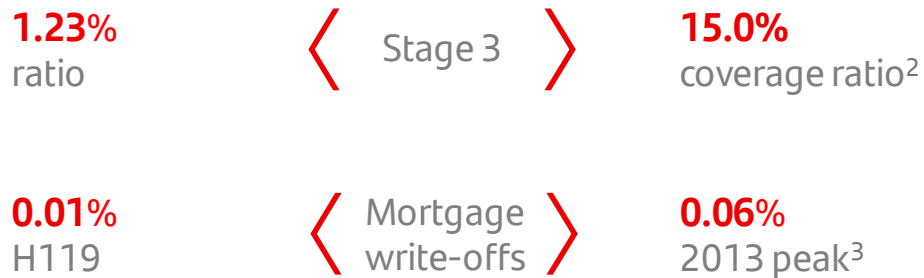 1.23%
ratio
Stage 3
15.0%
coverage ratio²
0.01%
H119
Mortgage
write-offs
0.06%
2013 peak³